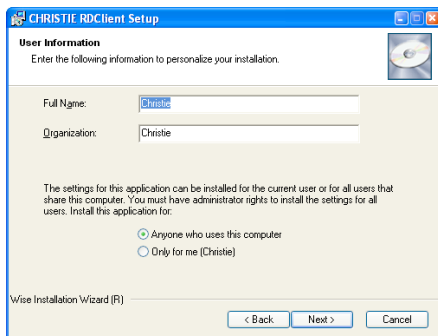 CHRISTIE RDClient Setup
User Information
Enter the following information to personalize your installation.
Full Name: Christie
Organization: Christie
The settings for this application can be installed for the current user or for all users that
share this computer. You must have administrator rights to install the settings for all
users. Install this application for:
Anyone who uses this computer
Only for me (Christie)
Wise Installation Wizard (R)
< Back Next > Cancel